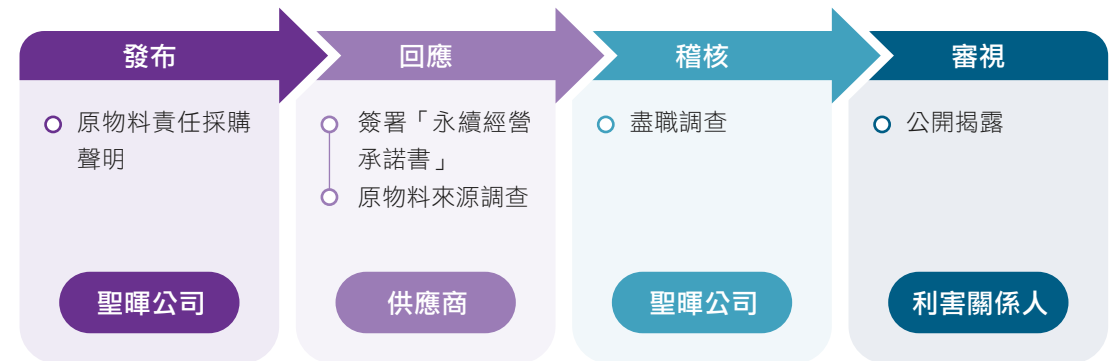 發布
原物料責任採購
聲明
聖暉公司
回應
簽署「永續經營
承諾書」
原物料來源調查
供應商
稽核
盡職調查
聖暉公司
審視
公開揭露
利害關係人